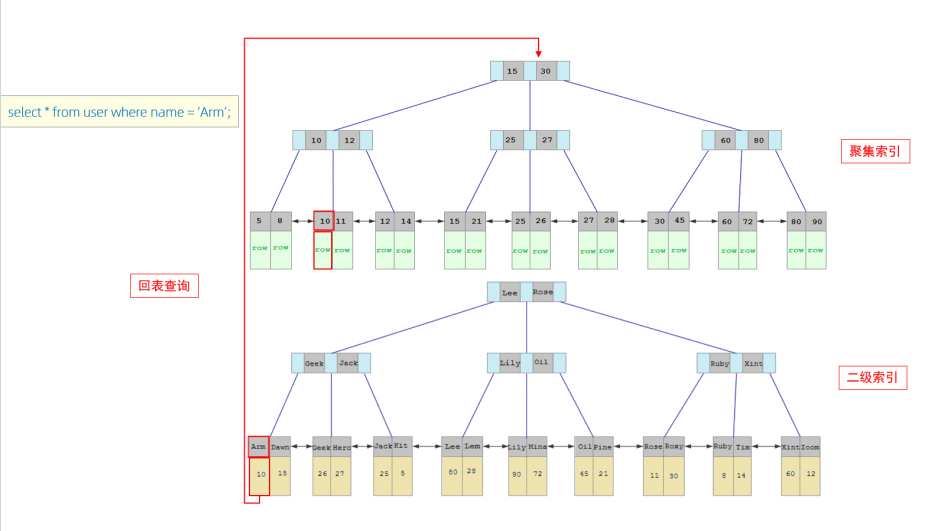 select * from user where name = 'Arm';
15 30
10 12
25 27
60 80
聚集索引
5 8 10 11 12 14 15 21 25 26 27 28 30 45 60 72 80 90
row row row row row row row row row row row row row row row row row row
回表查询
Lee Rose
Geek Jack
Lily Oil
Ruby Xint
二级索引
Arm Dawn Geek Hero Jack Kit Lee Lem Lily Mina Oil Pine Rose Roxy Ruby Tim Xint Zoom
10 15 26 27 25 5 80 28 90 72 45 21 11 30 8 14 60 12